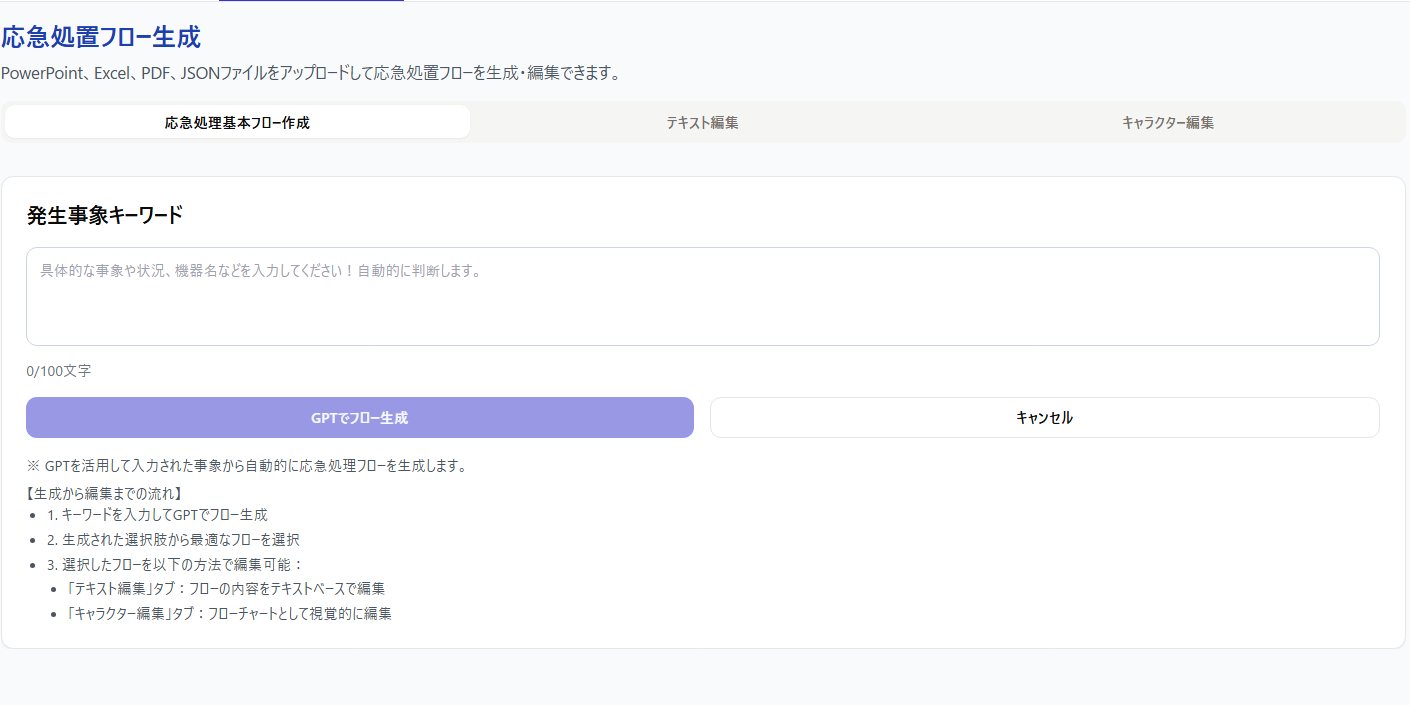 応急処置フロー生成
PowerPoint、Excel、PDF、JSONファイルをアップロードして応急処置フローを生成・編集できます。
応急処理基本フロー作成
テキスト編集
キャラクター編集
発生事象キーワード
具体的な事象や状況、機器名などを入力してください！自動的に判断します。
0/100文字
GPTでフロー生成
キャンセル
※ GPTを活用して入力された事象から自動的に応急処理フローを生成します。
【生成から編集までの流れ】
• 1. キーワードを入力してGPTでフロー生成
• 2. 生成された選択肢から最適なフローを選択
• 3. 選択したフローを以下の方法で編集可能：
• 「テキスト編集」タブ：フローの内容をテキストベースで編集
• 「キャラクター編集」タブ：フローチャートとして視覚的に編集